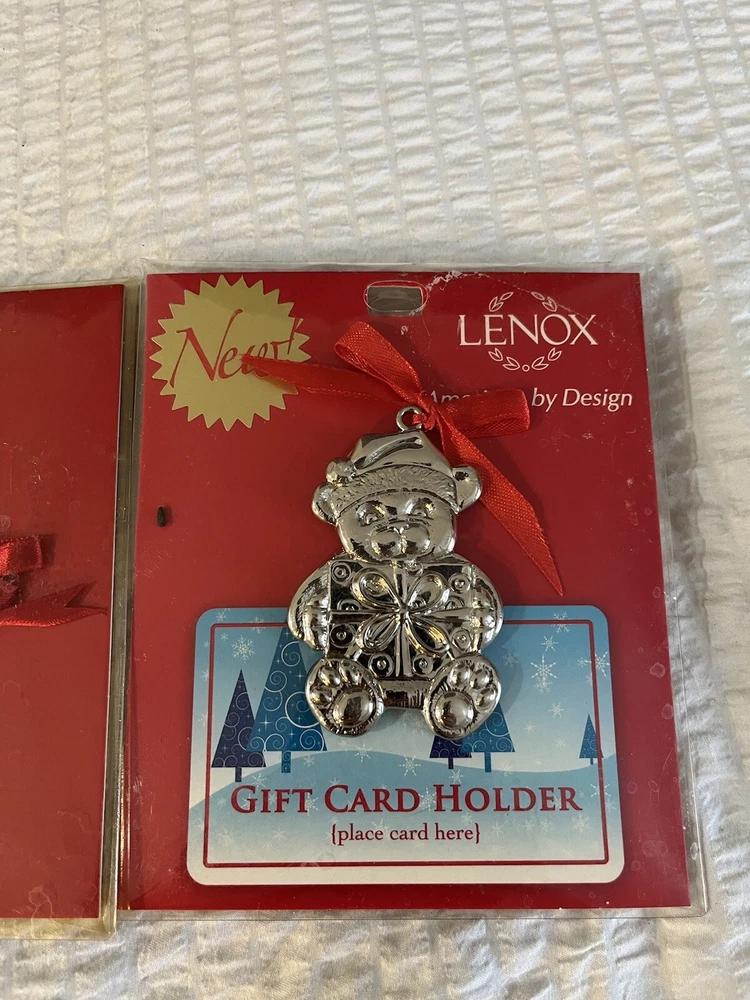 New!
LENOX
by Design
GIFT CARD HOLDER
{place card here}